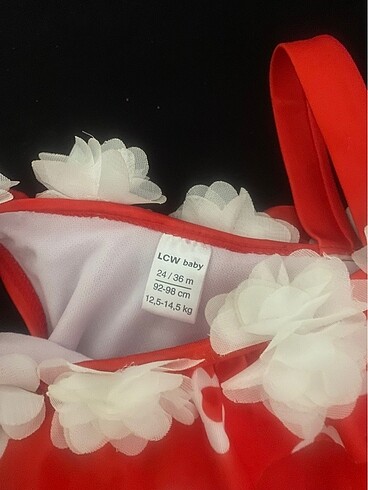 LCW baby
24 / 36 m
92-98 cm
12,5-14,5 kg